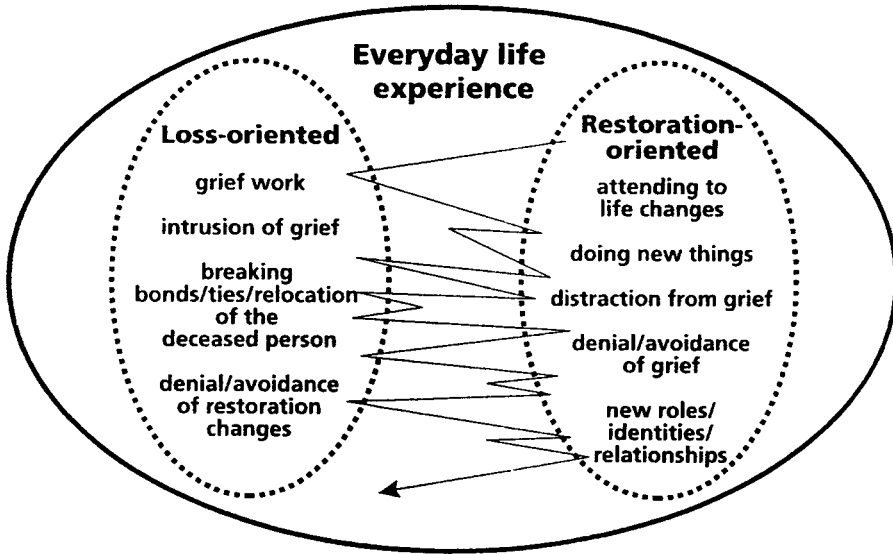 Everyday life
experience
Loss-oriented
grief work
intrusion of grief
breaking
bonds/ties/relocation
of the
deceased person
denial/avoidance
of restoration
changes
Restoration-
oriented
attending to
life changes
doing new things
distraction from grief
denial/avoidance
of grief
new roles/
identities/
relationships